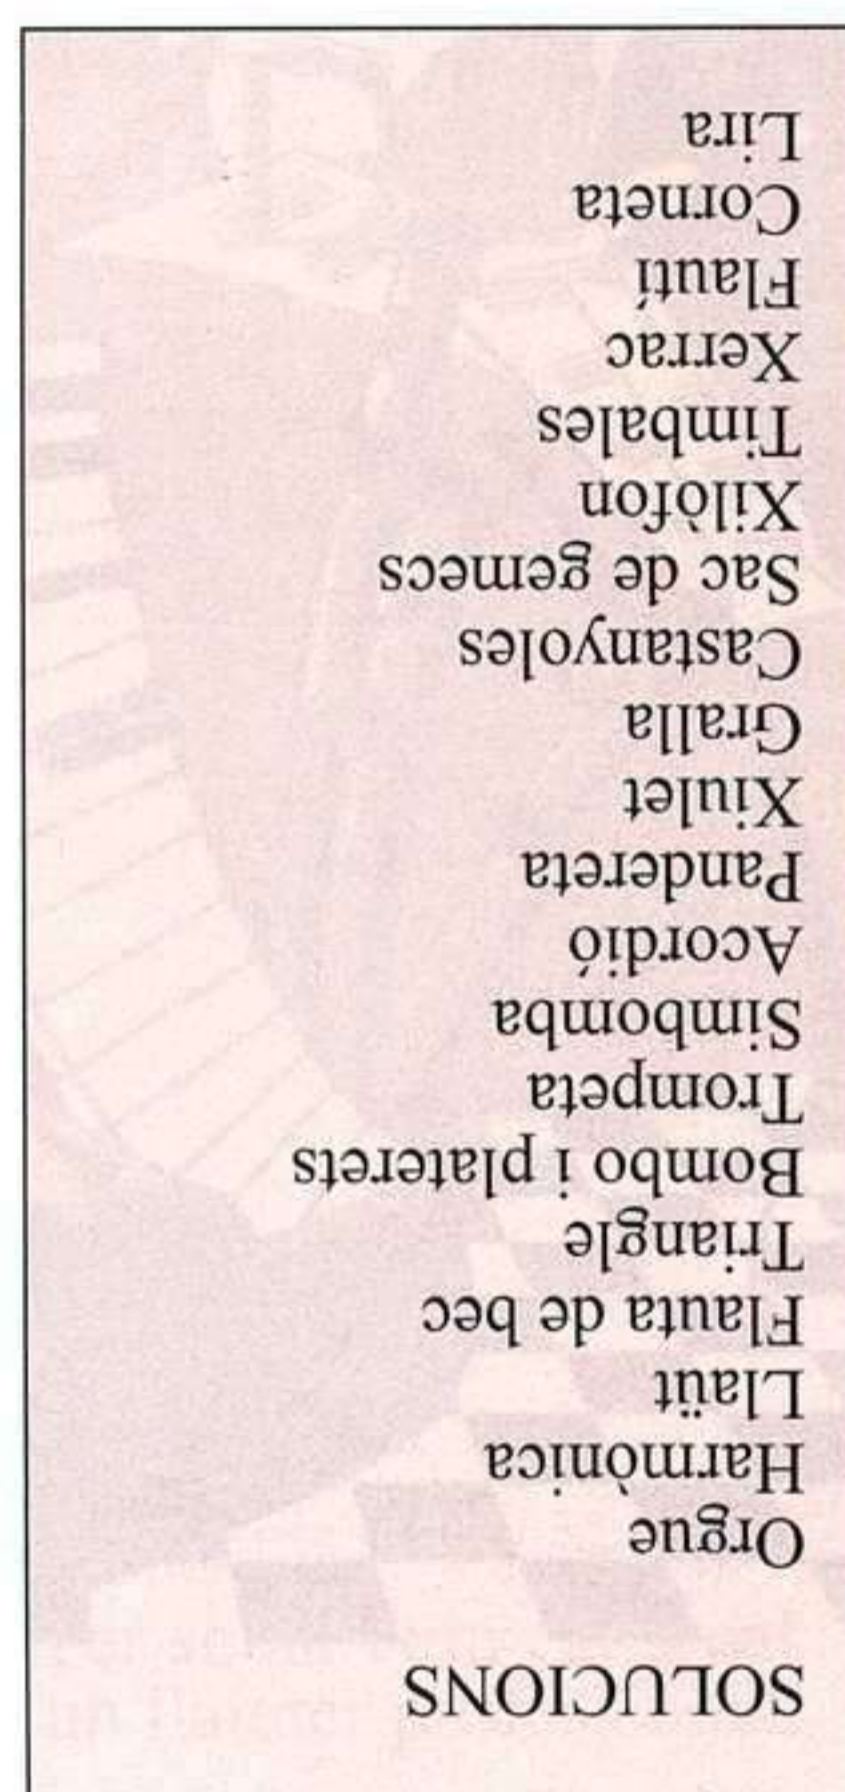 SOLUCIONS
Orgue
Harmònica
Llaüt
Flauta de bec
Triangle
Bombo i platerets
Trompeta
Simbomba
Acordió
Pandereta
Xiulet
Gralla
Castanyoles
Sac de gemecs
Xilòfon
Timbales
Xerrac
Flautí
Corneta
Lira